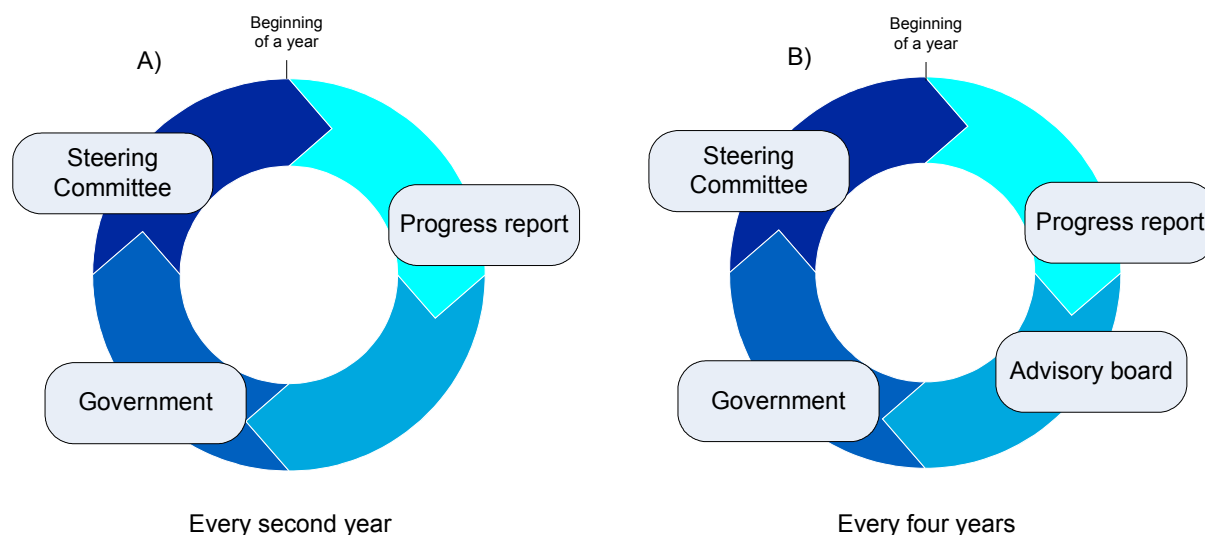 A)
Beginning
of a year
Steering
Committee
Progress report
Government
Every second year
B)
Beginning
of a year
Steering
Committee
Progress report
Advisory board
Government
Every four years